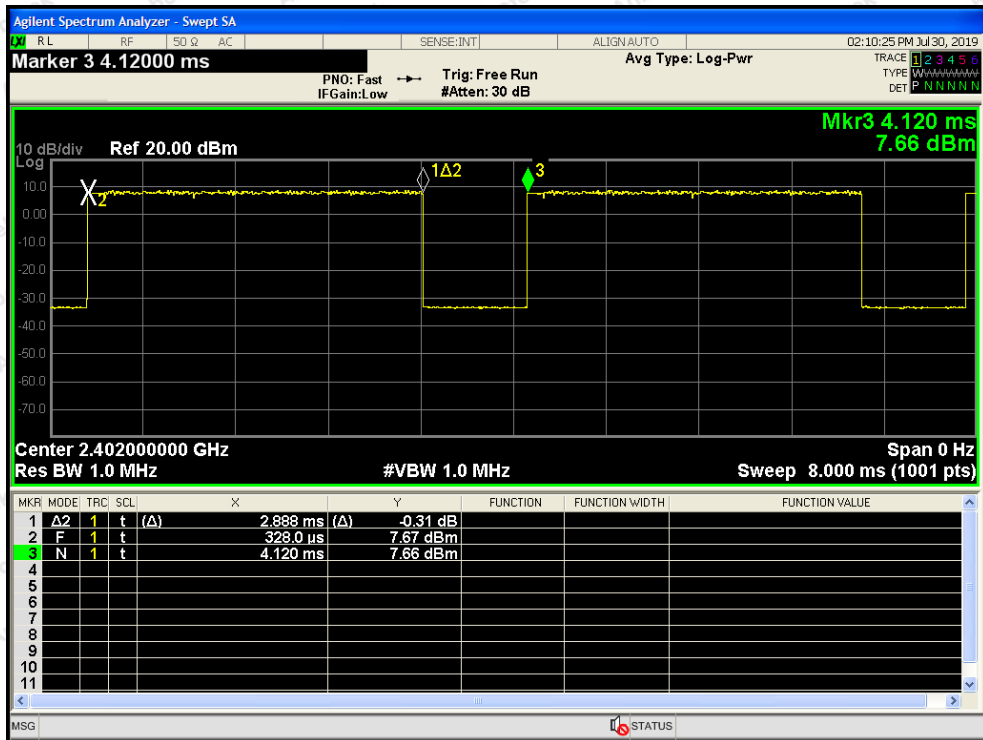 Agilent Spectrum Analyzer - Swept SA
LXI RL RF 50 Ω AC SENSE:INT ALIGN AUTO 02:10:25 PM Jul 30, 2019
Marker 3 4.12000 ms Avg Type: Log-Pwr TRACE 1 2 3 4 5 6
PNO: Fast Trig: Free Run TYPE WWWWWWW
IFGain:Low #Atten: 30 dB DET P N N N N N
Mkr3 4.120 ms
10 dB/div Ref 20.00 dBm 7.66 dBm
Log
1Δ2 3
10.0
2
0.00
-10.0
-20.0
-30.0
-40.0
-50.0
-60.0
-70.0
Center 2.402000000 GHz Span 0 Hz
Res BW 1.0 MHz #VBW 1.0 MHz Sweep 8.000 ms (1001 pts)
MKR MODE TRC SCL X Y FUNCTION FUNCTION WIDTH FUNCTION VALUE
1 Δ2 1 t (Δ) 2.888 ms (Δ) -0.31 dB
2 F 1 t 328.0 µs 7.67 dBm
3 N 1 t 4.120 ms 7.66 dBm
4
5
6
7
8
9
10
11
MSG STATUS